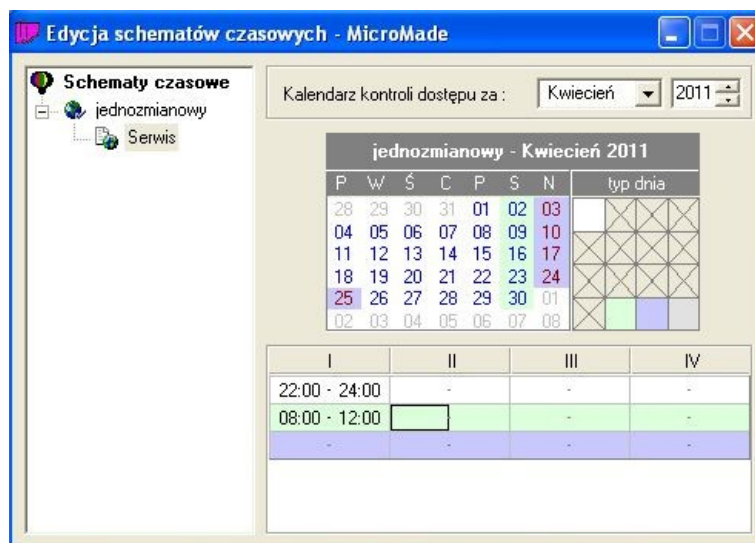 Edycja schematów czasowych - MicroMade
Schematy czasowe
jednozmianowy
Serwis
Kalendarz kontroli dostępu za :
Kwiecień
2011
jednozmianowy - Kwiecień 2011
P W Ś C P S N typ dnia
28 29 30 31 01 02 03
04 05 06 07 08 09 10
11 12 13 14 15 16 17
18 19 20 21 22 23 24
25 26 27 28 29 30 01
02 03 04 05 06 07 08
I II III IV
22:00 - 24:00 - - -
08:00 - 12:00 - - -
- - - -